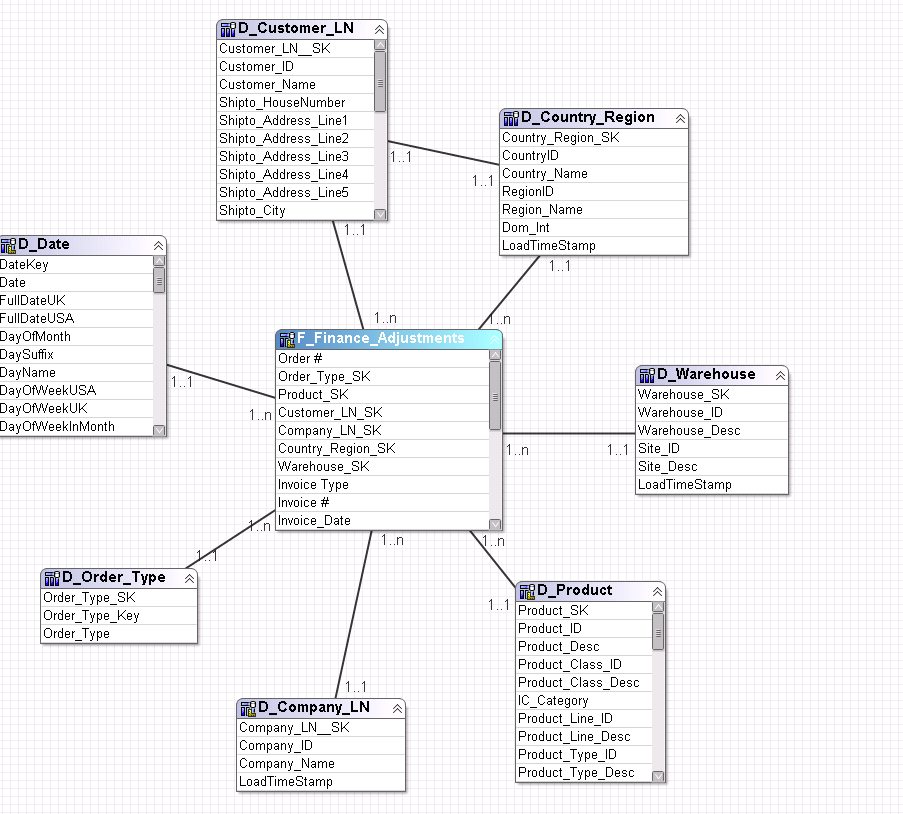 D_Customer_LN
Customer_LN__SK
Customer_ID
Customer_Name
Shipto_HouseNumber
Shipto_Address_Line1
Shipto_Address_Line2
Shipto_Address_Line3
Shipto_Address_Line4
Shipto_Address_Line5
Shipto_City
1..1
1..1
D_Country_Region
Country_Region_SK
CountryID
Country_Name
RegionID
Region_Name
Dom_Int
LoadTimeStamp
1..1
1..n
1..1
1..n
D_Date
DateKey
Date
FullDateUK
FullDateUSA
DayOfMonth
DaySuffix
DayName
DayOfWeekUSA
DayOfWeekUK
DayOfWeekInMonth
1..1
1..n
F_Finance_Adjustments
Order #
Order_Type_SK
Product_SK
Customer_LN_SK
Company_LN_SK
Country_Region_SK
Warehouse_SK
Invoice Type
Invoice #
Invoice_Date
1..n
1..1
D_Warehouse
Warehouse_SK
Warehouse_ID
Warehouse_Desc
Site_ID
Site_Desc
LoadTimeStamp
1..n
1..1
D_Order_Type
Order_Type_SK
Order_Type_Key
Order_Type
1..n
1..1
D_Company_LN
Company_LN__SK
Company_ID
Company_Name
LoadTimeStamp
1..n
1..1
D_Product
Product_SK
Product_ID
Product_Desc
Product_Class_ID
Product_Class_Desc
IC_Category
Product_Line_ID
Product_Line_Desc
Product_Type_ID
Product_Type_Desc